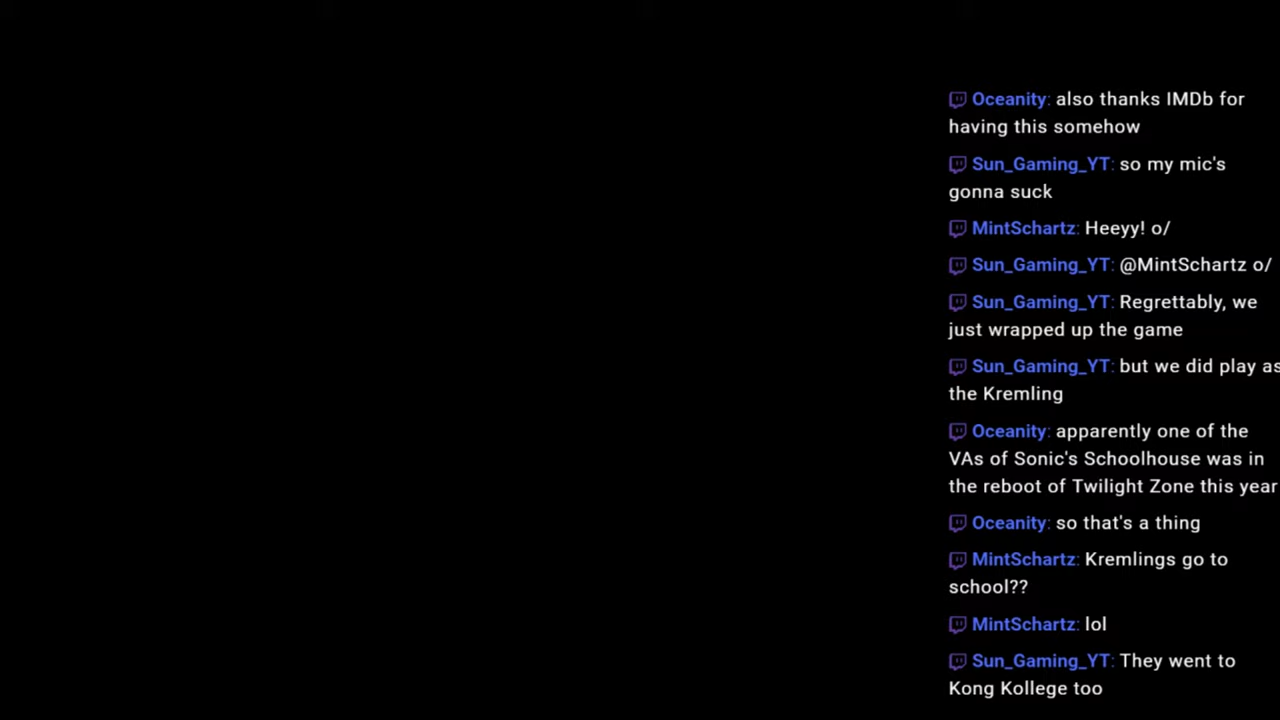 Oceanity: also thanks IMDb for
having this somehow
Sun_Gaming_YT: so my mic's
gonna suck
MintSchartz: Heeyy! o/
Sun_Gaming_YT: @MintSchartz o/
Sun_Gaming_YT: Regrettably, we
just wrapped up the game
Sun_Gaming_YT: but we did play as
the Kremling
Oceanity: apparently one of the
VAs of Sonic's Schoolhouse was in
the reboot of Twilight Zone this year
Oceanity: so that's a thing
MintSchartz: Kremlings go to
school??
MintSchartz: lol
Sun_Gaming_YT: They went to
Kong Kollege too